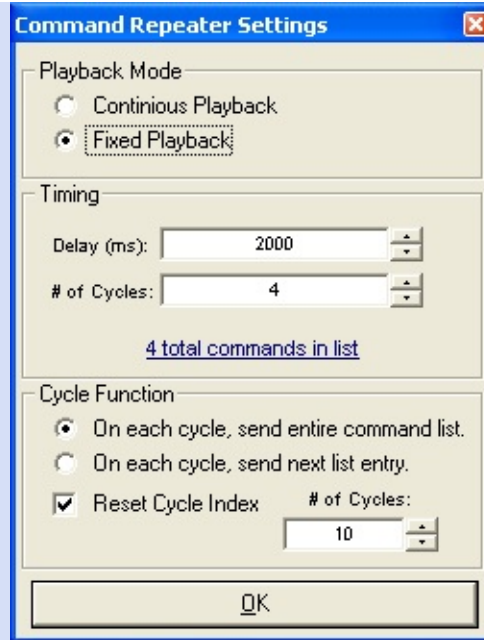 Command Repeater Settings
Playback Mode
Continious Playback
Fixed Playback
Timing
Delay (ms): 2000
# of Cycles: 4
4 total commands in list
Cycle Function
On each cycle, send entire command list.
On each cycle, send next list entry.
Reset Cycle Index # of Cycles:
10
OK